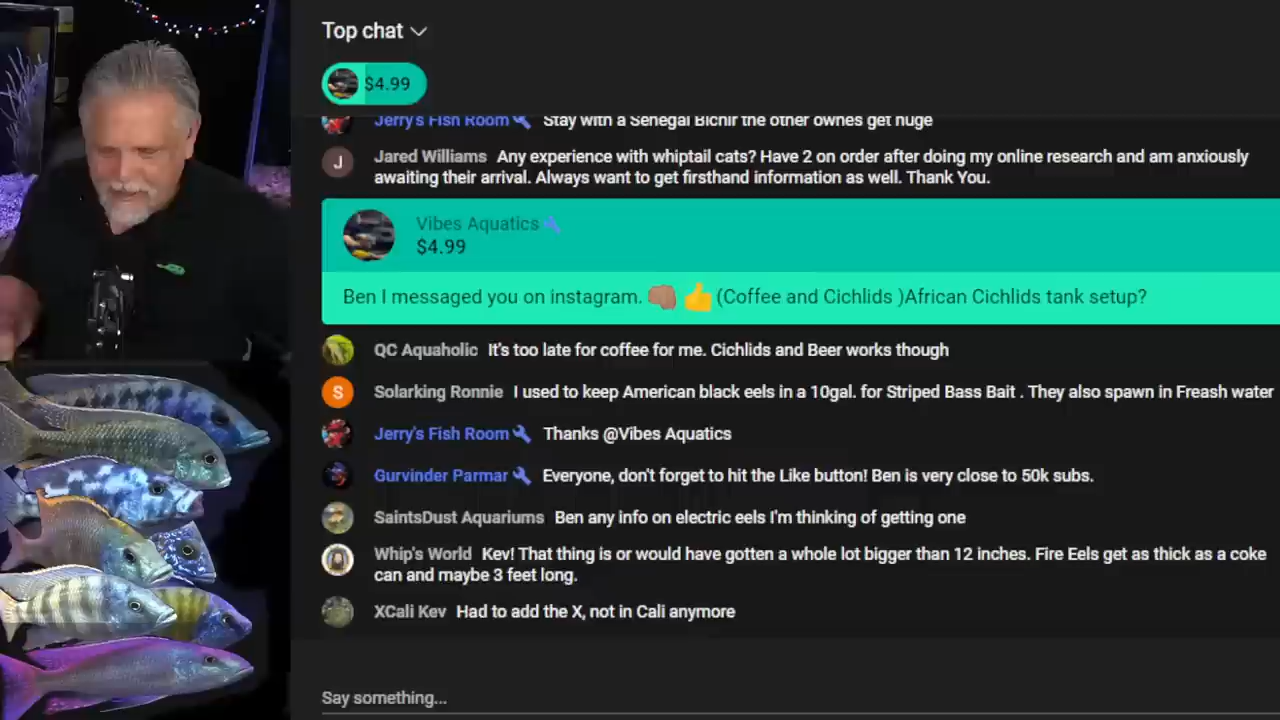 Top chat
$4.99
Jerry's Fish Room Stay with a Senegal Bichir the other ownes get huge
J
Jared Williams Any experience with whiptail cats? Have 2 on order after doing my online research and am anxiously
awaiting their arrival. Always want to get firsthand information as well. Thank You.
Vibes Aquatics
$4.99
Ben I messaged you on instagram. 👊🏽 👍 (Coffee and Cichlids )African Cichlids tank setup?
QC Aquaholic It's too late for coffee for me. Cichlids and Beer works though
S
Solarking Ronnie I used to keep American black eels in a 10gal. for Striped Bass Bait . They also spawn in Freash water
Jerry's Fish Room Thanks @Vibes Aquatics
Gurvinder Parmar Everyone, don't forget to hit the Like button! Ben is very close to 50k subs.
SaintsDust Aquariums Ben any info on electric eels I'm thinking of getting one
Whip's World Kev! That thing is or would have gotten a whole lot bigger than 12 inches. Fire Eels get as thick as a coke
can and maybe 3 feet long.
XCali Kev Had to add the X, not in Cali anymore
Say something...